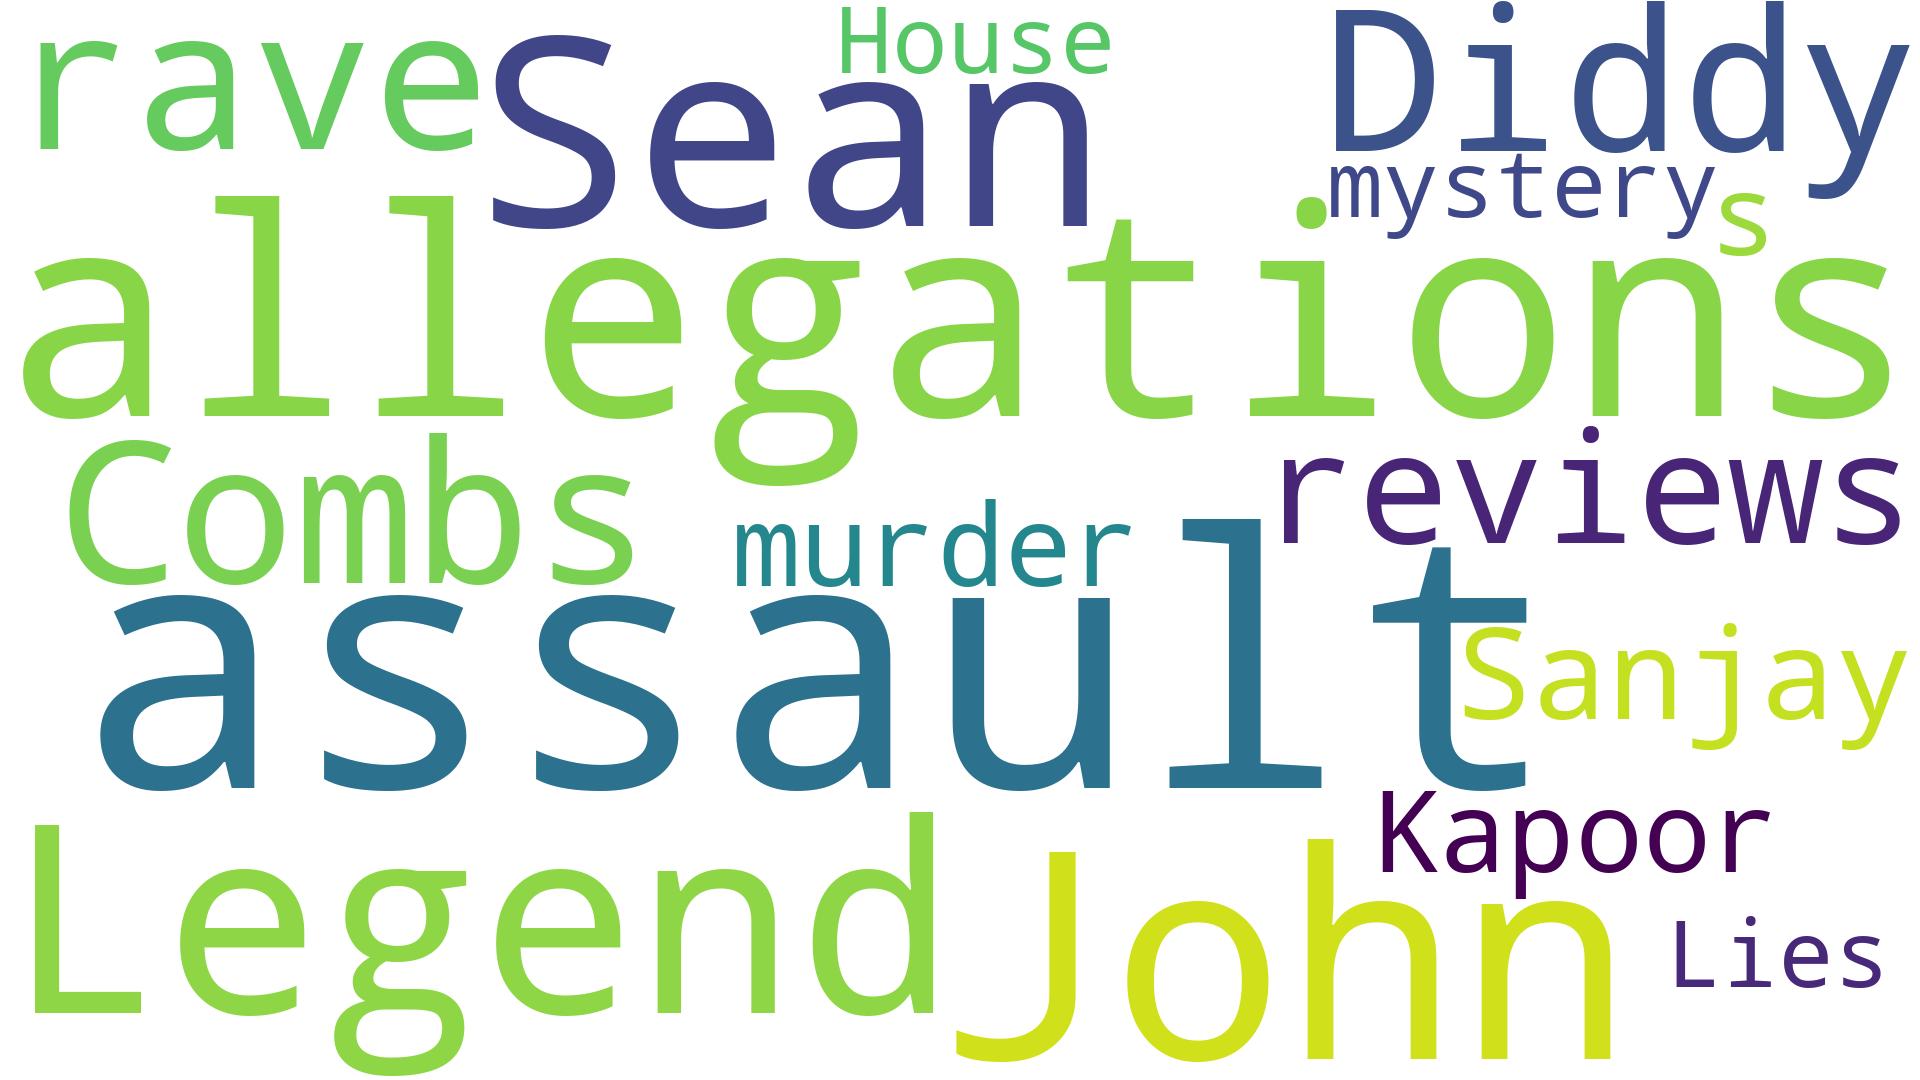 rave
Sean
House
Diddy
mystery
s
allegations
Combs
murder
reviews
assault
Sanjay
Kapoor
Legend
John
Lies